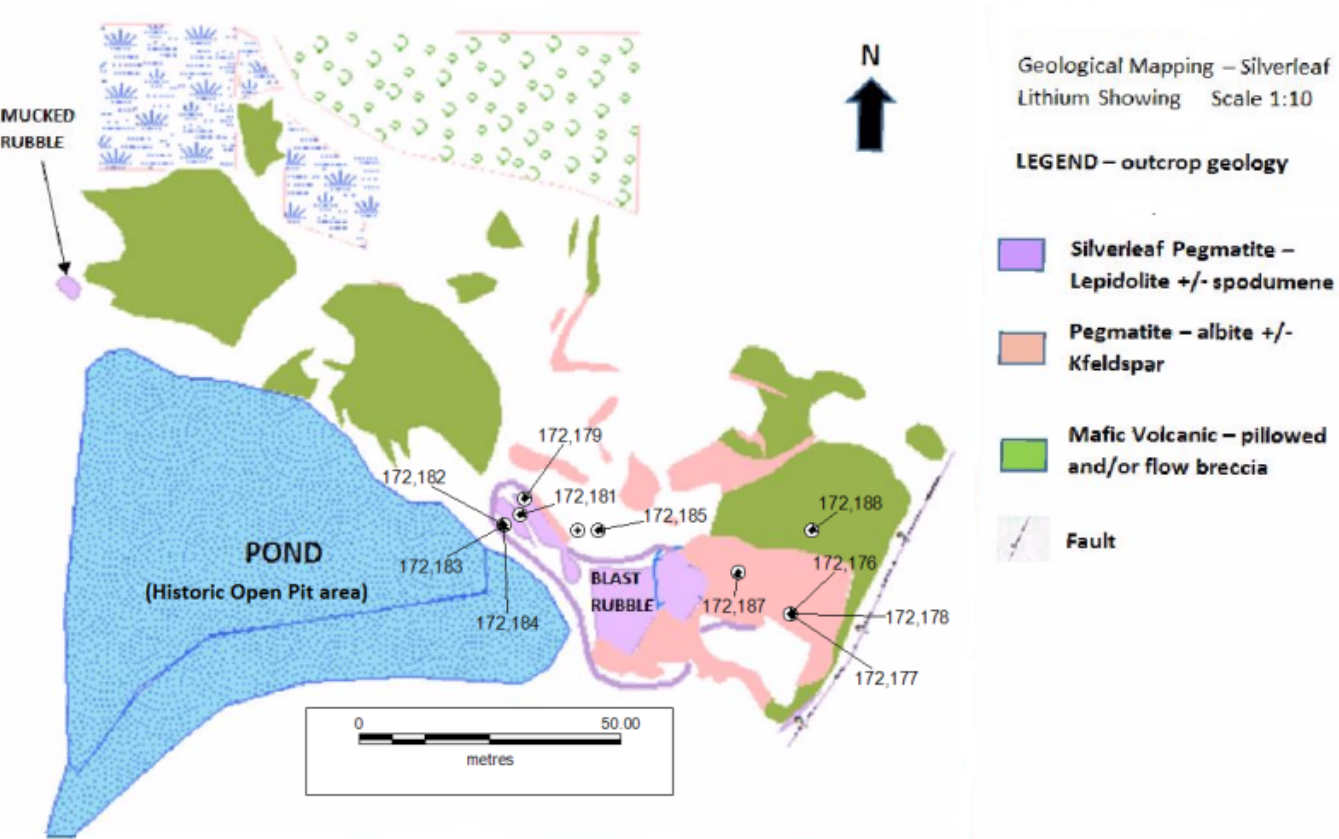 N
Geological Mapping – Silverleaf
Lithium Showing Scale 1:10
MUCKED
RUBBLE
LEGEND – outcrop geology
Silverleaf Pegmatite –
Lepidolite +/- spodumene
Pegmatite – albite +/-
Kfeldspar
Mafic Volcanic – pillowed
and/or flow breccia
Fault
172,179
172,182
172,181
172,185
172,188
POND
(Historic Open Pit area)
172,183
172,176
BLAST
RUBBLE
172,187
172,184
172,178
172,177
?
?
?
0 50.00
metres